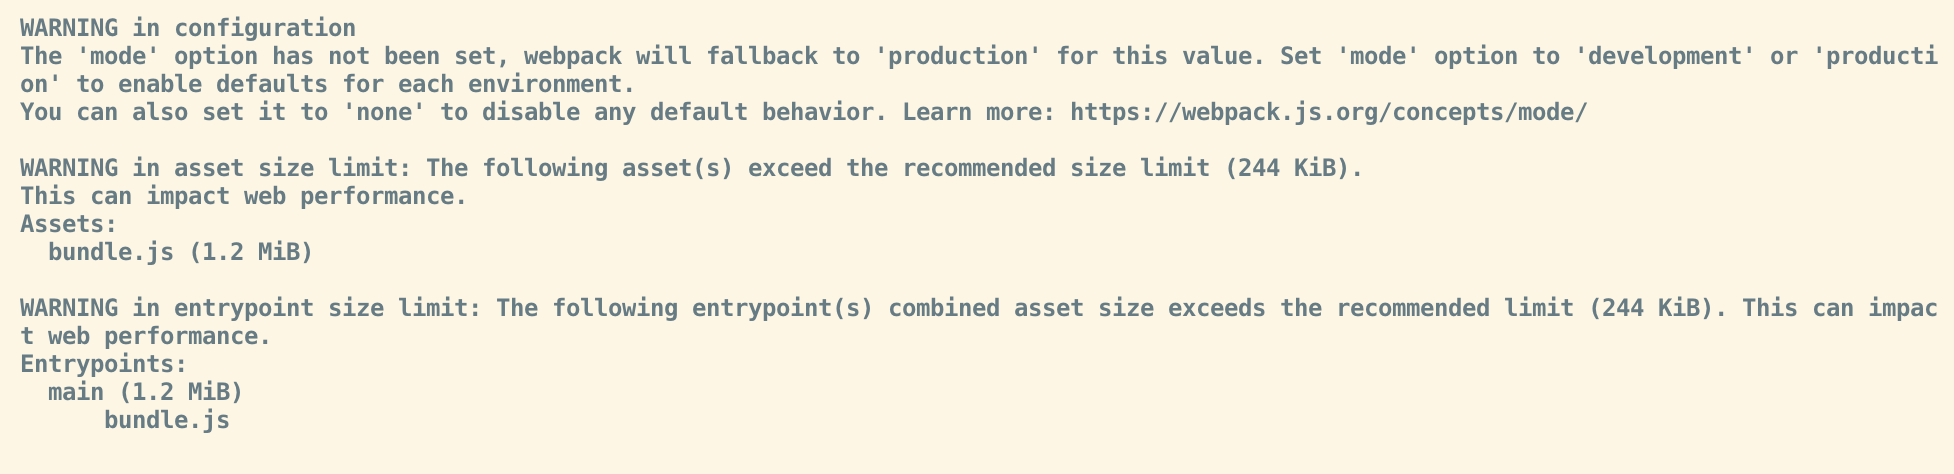 WARNING in configuration
The 'mode' option has not been set, webpack will fallback to 'production' for this value. Set 'mode' option to 'development' or 'producti
on' to enable defaults for each environment.
You can also set it to 'none' to disable any default behavior. Learn more: https://webpack.js.org/concepts/mode/

WARNING in asset size limit: The following asset(s) exceed the recommended size limit (244 KiB).
This can impact web performance.
Assets:
  bundle.js (1.2 MiB)

WARNING in entrypoint size limit: The following entrypoint(s) combined asset size exceeds the recommended limit (244 KiB). This can impac
t web performance.
Entrypoints:
  main (1.2 MiB)
      bundle.js